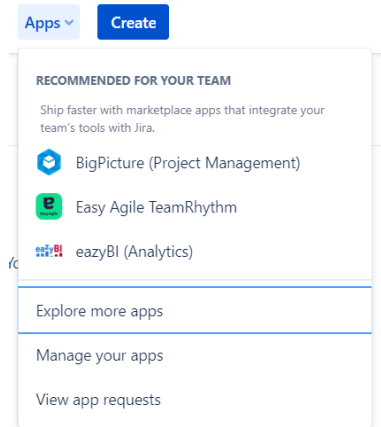 Apps Create
RECOMMENDED FOR YOUR TEAM
Ship faster with marketplace apps that integrate your
team's tools with Jira.
BigPicture (Project Management)
Easy Agile TeamRhythm
eazyBI eazyBI (Analytics)
Explore more apps
Manage your apps
View app requests